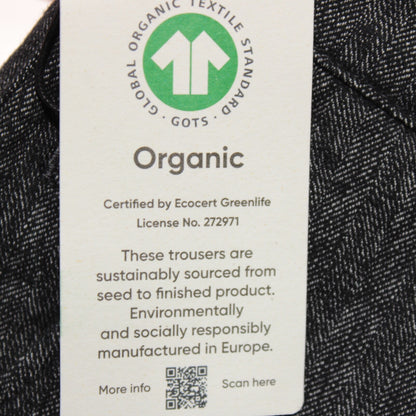 GLOBAL ORGANIC TEXTILE STANDARD · GOTS ·
Organic
Certified by Ecocert Greenlife
License No. 272971
These trousers are
sustainably sourced from
seed to finished product.
Environmentally
and socially responsibly
manufactured in Europe.
More info
Scan here